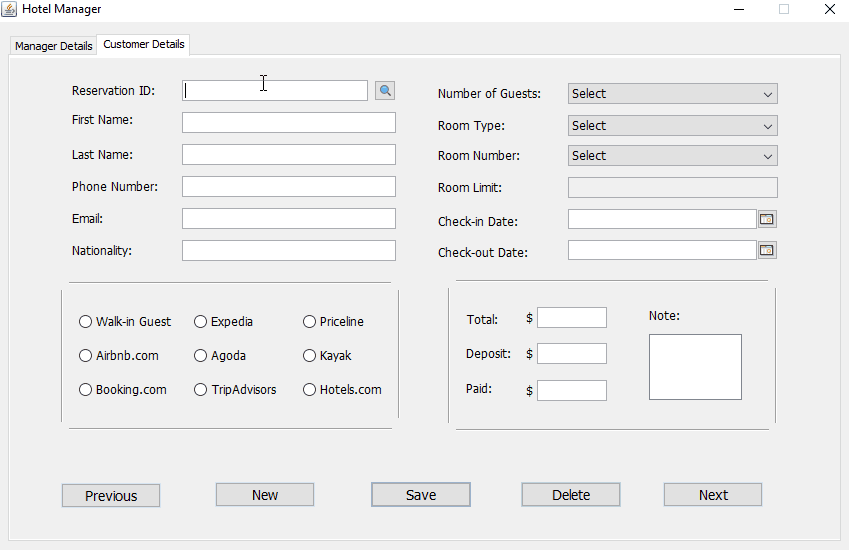 Hotel Manager
Manager Details
Customer Details
Reservation ID:
First Name:
Last Name:
Phone Number:
Email:
Nationality:
Number of Guests: Select
Room Type: Select
Room Number: Select
Room Limit:
Check-in Date:
Check-out Date:
Walk-in Guest Expedia Priceline
Airbnb.com Agoda Kayak
Booking.com TripAdvisors Hotels.com
Total: $
Deposit: $
Paid: $
Note:
Previous New Save Delete Next